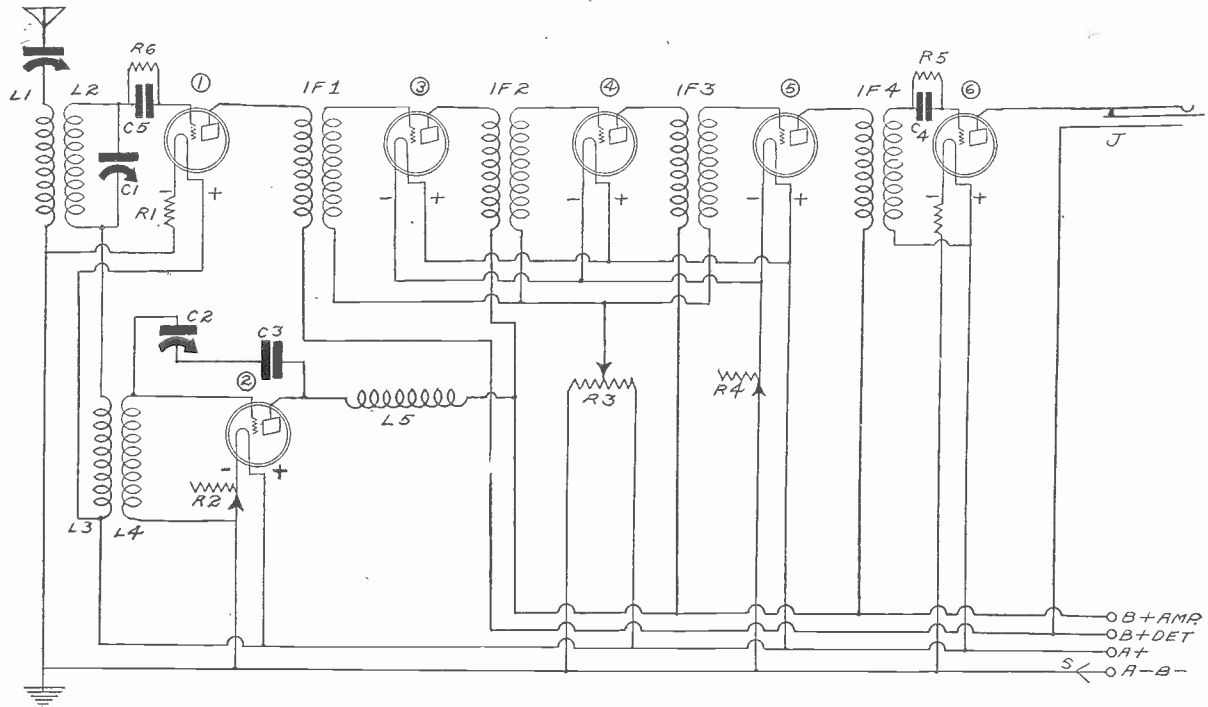 R6
L1
L2
①
IF1
③
IF2
④
IF3
⑤
IF4
R5
⑥
C5
C4
J
C1
R1
-
+
-
+
-
+
-
+
-
+
C2
C3
②
L5
R3
R4
-
+
R2
L3
L4
B+AMP.
B+DET
A+
S
A-B-